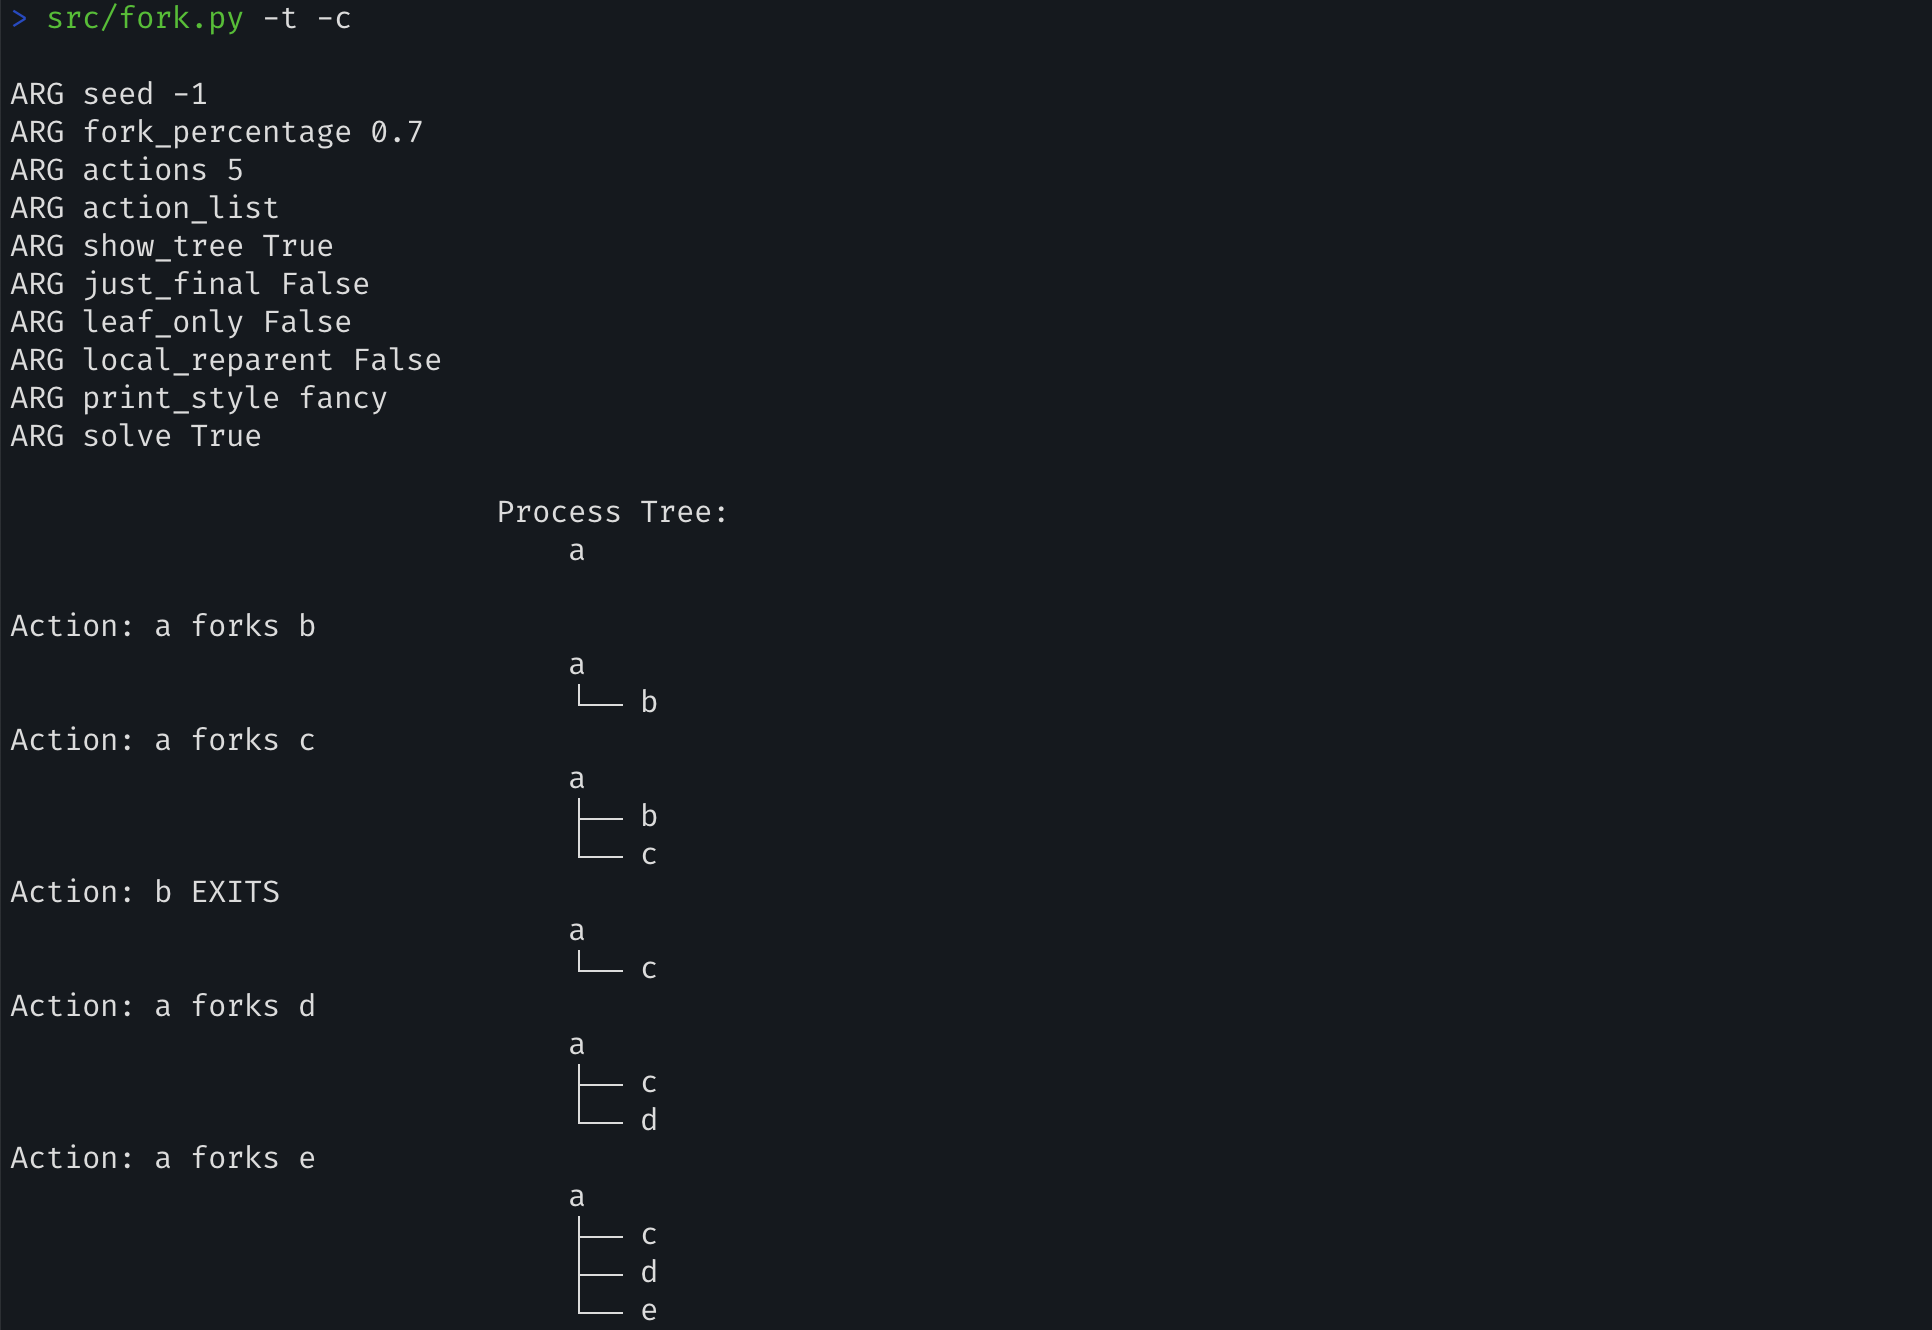 > src/fork.py -t -c
ARG seed -1
ARG fork_percentage 0.7
ARG actions 5
ARG action_list
ARG show_tree True
ARG just_final False
ARG leaf_only False
ARG local_reparent False
ARG print_style fancy
ARG solve True
Process Tree:
a
Action: a forks b
a
└── b
Action: a forks c
a
├── b
└── c
Action: b EXITS
a
└── c
Action: a forks d
a
├── c
└── d
Action: a forks e
a
├── c
├── d
└── e